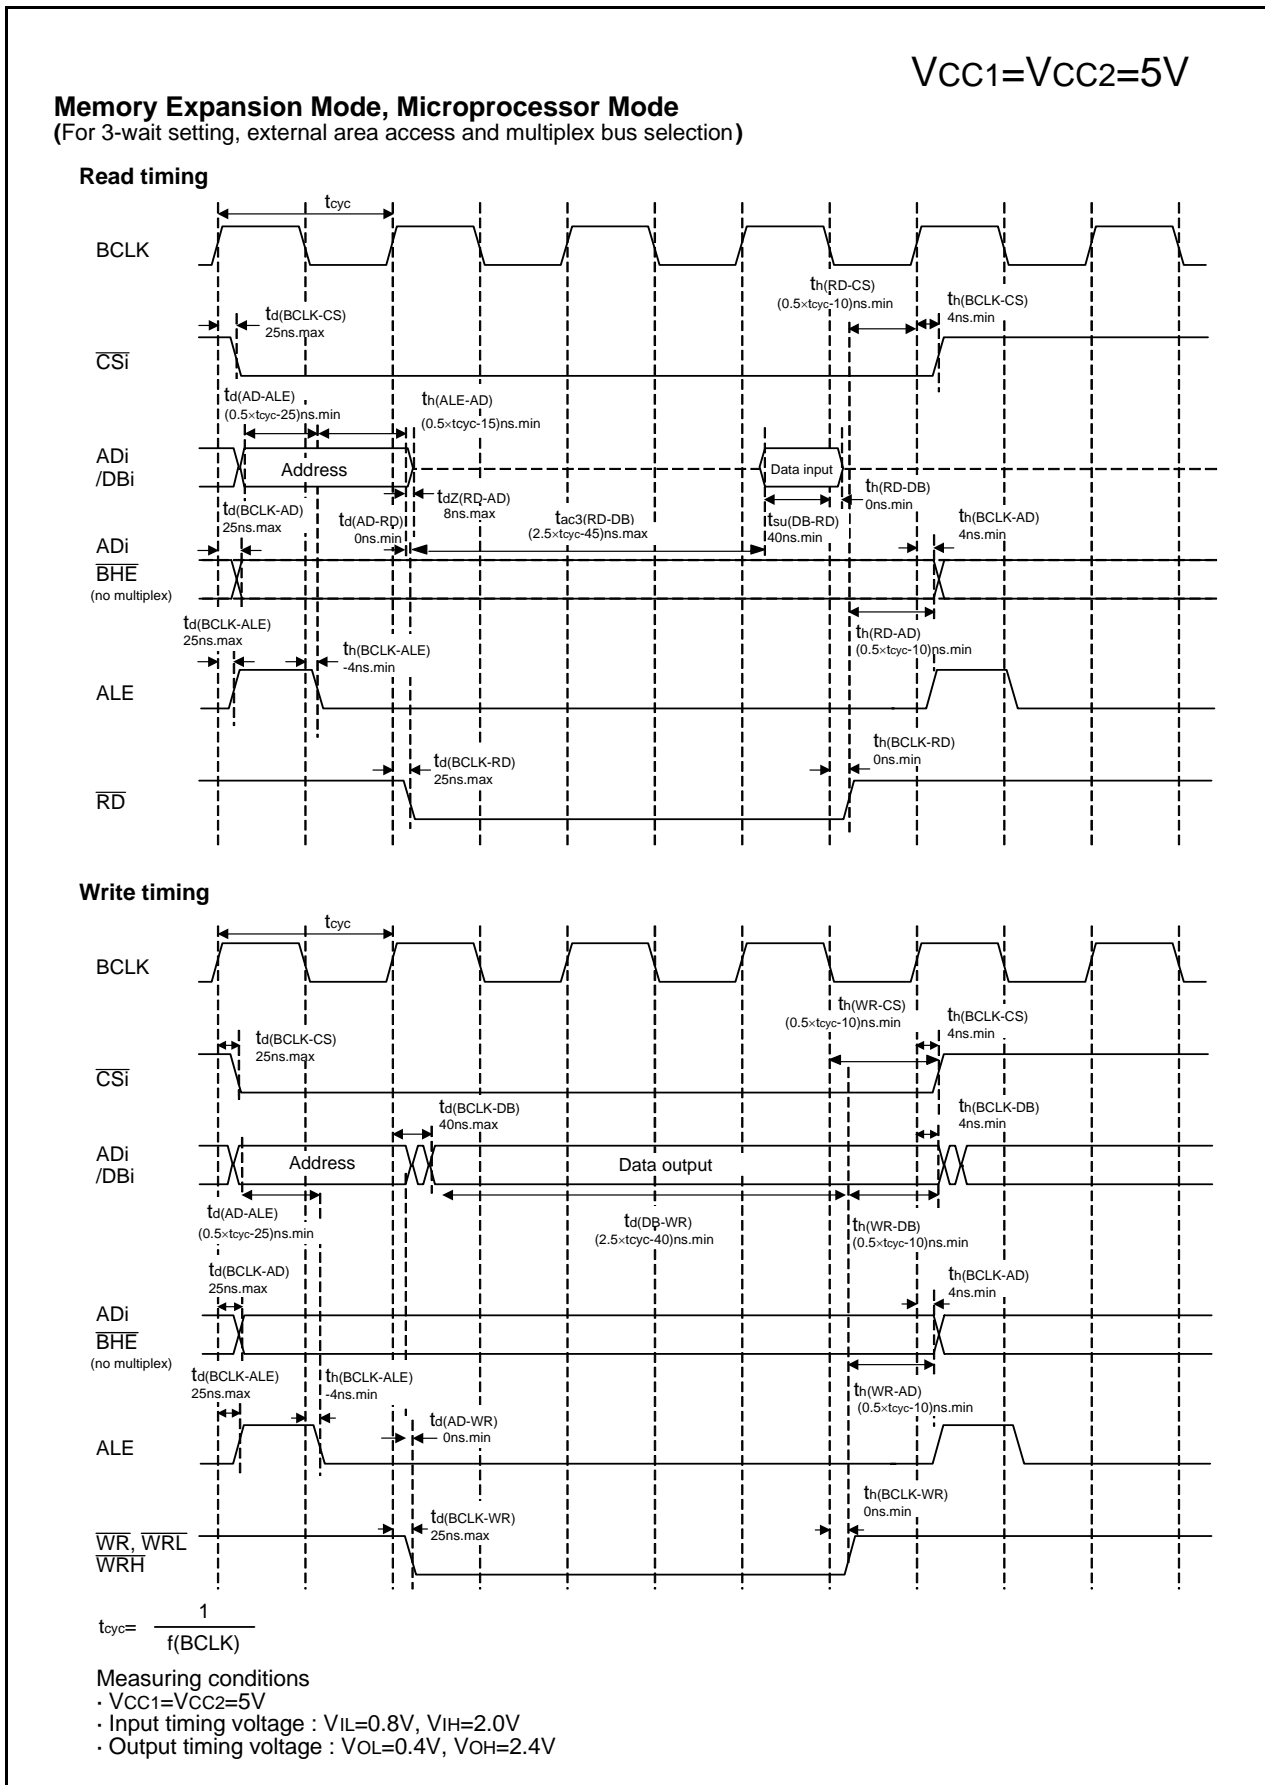 VCC1=VCC2=5V
Memory Expansion Mode, Microprocessor Mode
(For 3-wait setting, external area access and multiplex bus selection)
Read timing
tcyc
BCLK
th(RD-CS)
(0.5×tcyc-10)ns.min
th(BCLK-CS)
4ns.min
td(BCLK-CS)
25ns.max
CSi
td(AD-ALE)
(0.5×tcyc-25)ns.min
th(ALE-AD)
(0.5×tcyc-15)ns.min
ADi
/DBi
Address
Data input
th(RD-DB)
0ns.min
td(BCLK-AD)
25ns.max
td(AD-RD)
0ns.min
tdZ(RD-AD)
8ns.max
tac3(RD-DB)
(2.5×tcyc-45)ns.max
tsu(DB-RD)
40ns.min
th(BCLK-AD)
4ns.min
ADi
BHE
(no multiplex)
td(BCLK-ALE)
25ns.max
th(BCLK-ALE)
-4ns.min
th(RD-AD)
(0.5×tcyc-10)ns.min
ALE
td(BCLK-RD)
25ns.max
th(BCLK-RD)
0ns.min
RD
Write timing
tcyc
BCLK
th(WR-CS)
(0.5×tcyc-10)ns.min
th(BCLK-CS)
4ns.min
td(BCLK-CS)
25ns.max
CSi
td(BCLK-DB)
40ns.max
th(BCLK-DB)
4ns.min
ADi
/DBi
Address
Data output
td(AD-ALE)
(0.5×tcyc-25)ns.min
td(DB-WR)
(2.5×tcyc-40)ns.min
th(WR-DB)
(0.5×tcyc-10)ns.min
td(BCLK-AD)
25ns.max
th(BCLK-AD)
4ns.min
ADi
BHE
(no multiplex)
td(BCLK-ALE)
25ns.max
th(BCLK-ALE)
-4ns.min
th(WR-AD)
(0.5×tcyc-10)ns.min
ALE
td(AD-WR)
0ns.min
td(BCLK-WR)
25ns.max
th(BCLK-WR)
0ns.min
WR, WRL
WRH
tcyc= 1
f(BCLK)
Measuring conditions
· VCC1=VCC2=5V
· Input timing voltage : VIL=0.8V, VIH=2.0V
· Output timing voltage : VOL=0.4V, VOH=2.4V